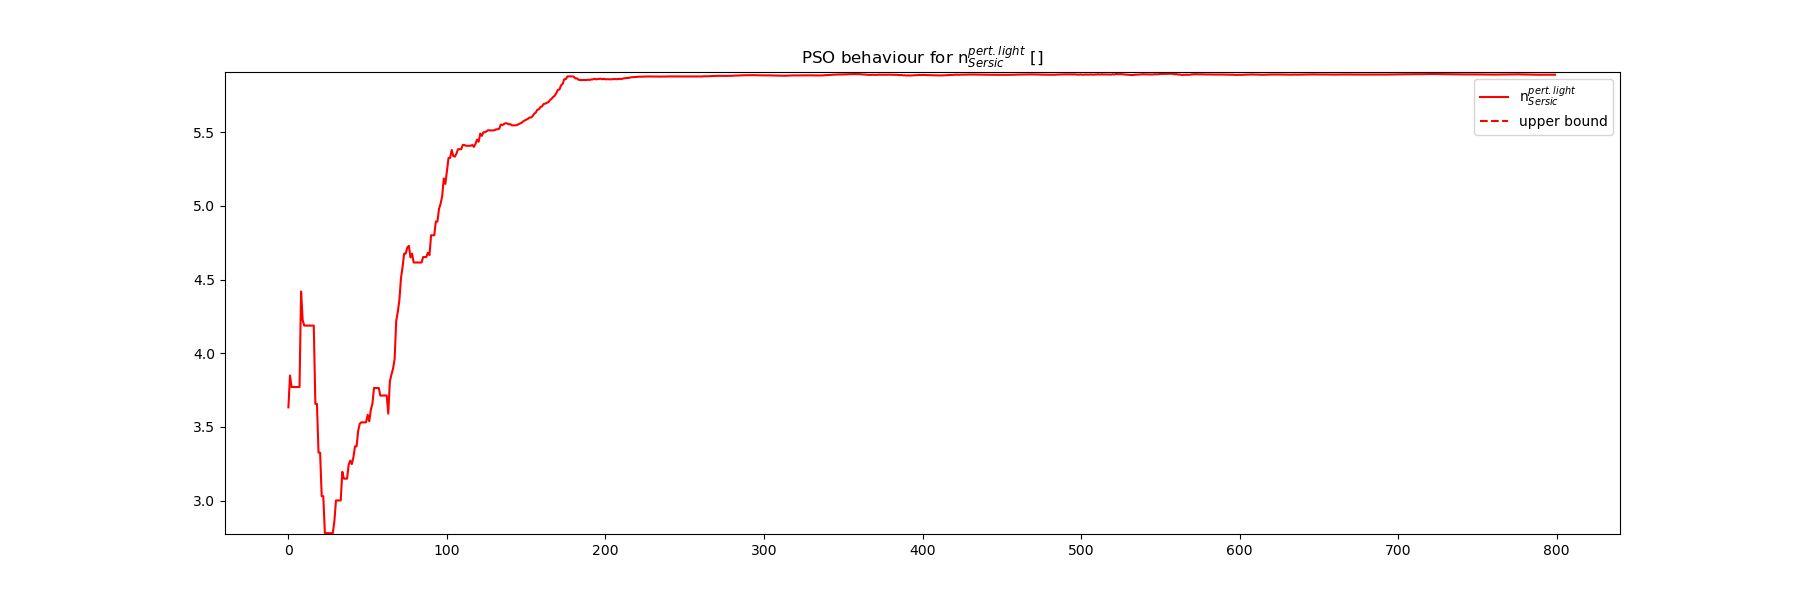 PSO behaviour for n^{pert. light}_{Sersic} []
n^{pert. light}_{Sersic}
upper bound
5.5
5.0
4.5
4.0
3.5
3.0
0 100 200 300 400 500 600 700 800